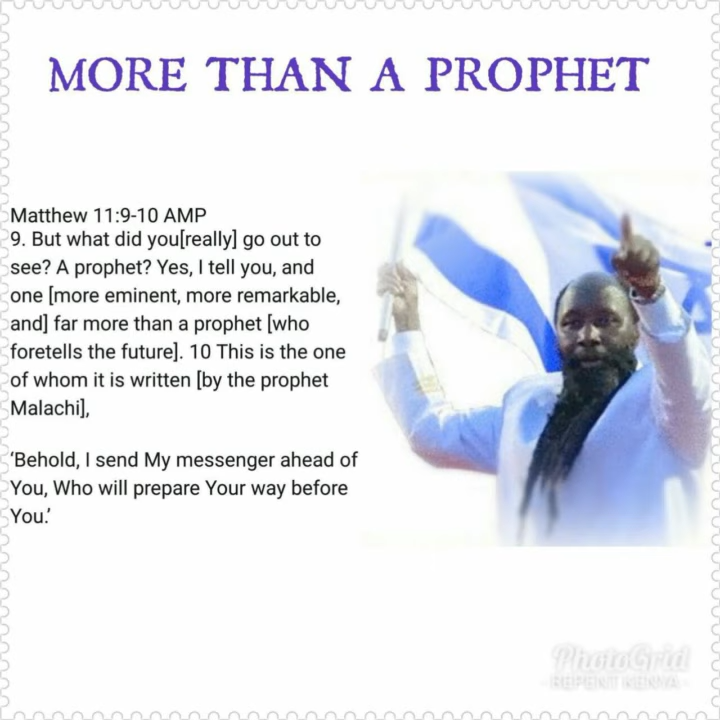 MORE THAN A PROPHET
Matthew 11:9-10 AMP
9. But what did you[really] go out to
see? A prophet? Yes, I tell you, and
one [more eminent, more remarkable,
and] far more than a prophet [who
foretells the future]. 10 This is the one
of whom it is written [by the prophet
Malachi],
‘Behold, I send My messenger ahead of
You, Who will prepare Your way before
You.’
PhotoGrid
- REPENT KENYA -